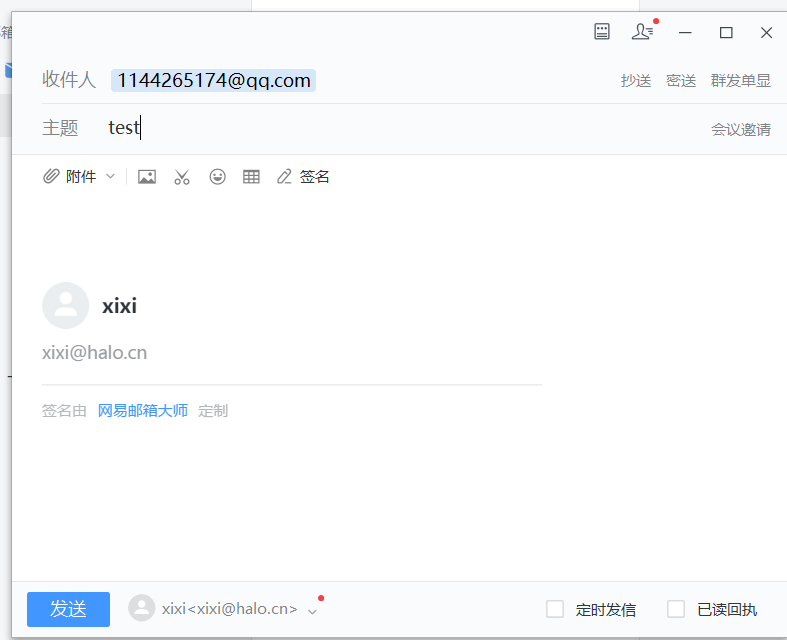 箱
收件人 1144265174@qq.com 抄送 密送 群发单显
主题 test 会议邀请
附件 签名
xixi
xixi@halo.cn
签名由 网易邮箱大师 定制
发送 xixi<xixi@halo.cn> 定时发信 已读回执